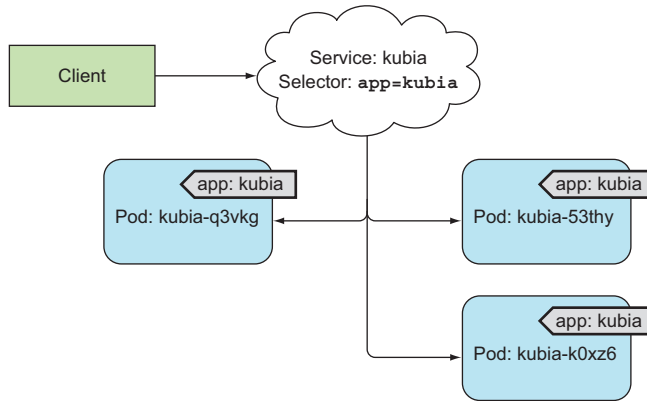 Client
Service: kubia
Selector: app=kubia
app: kubia
Pod: kubia-q3vkg
app: kubia
Pod: kubia-53thy
app: kubia
Pod: kubia-k0xz6